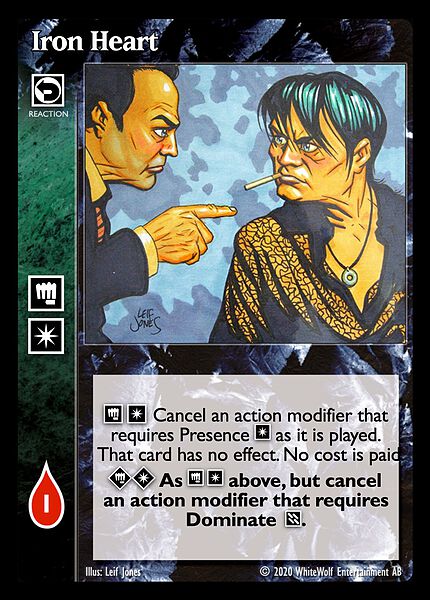 Iron Heart
REACTION
LEIF
JONES
Cancel an action modifier that
requires Presence as it is played.
That card has no effect. No cost is paid
As above, but cancel
an action modifier that requires
Dominate .
1
Illus: Leif Jones
© 2020 WhiteWolf Entertainment AB